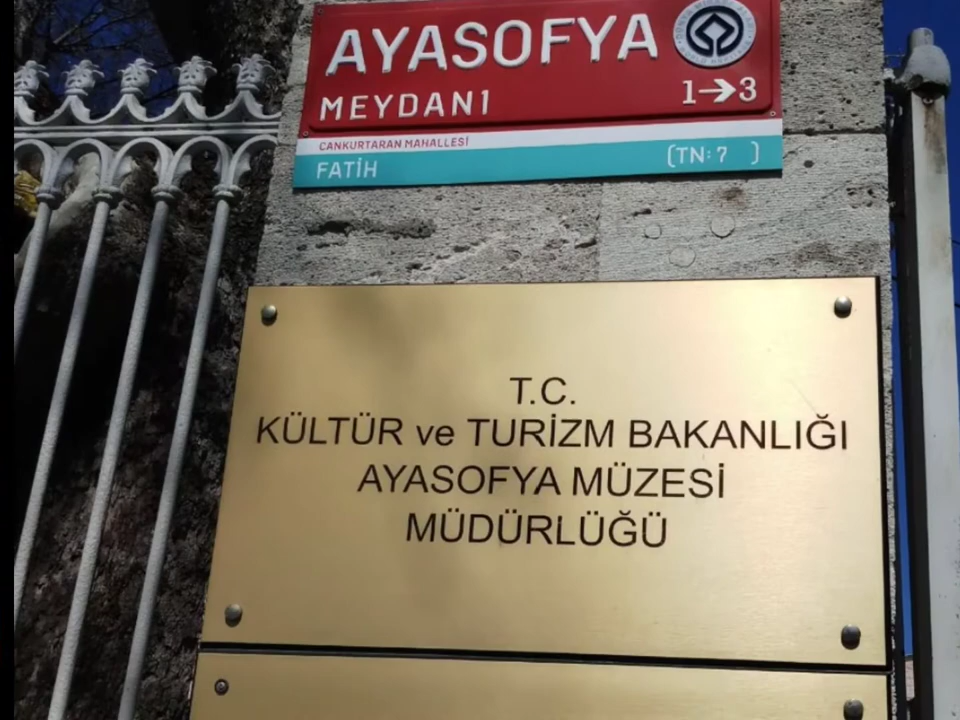 AYASOFYA
MEYDANI
1→3
CANKURTARAN MAHALLESİ
FATİH
(TN: 7 )
T.C.
KÜLTÜR ve TURİZM BAKANLIĞI
AYASOFYA MÜZESİ
MÜDÜRLÜĞÜ